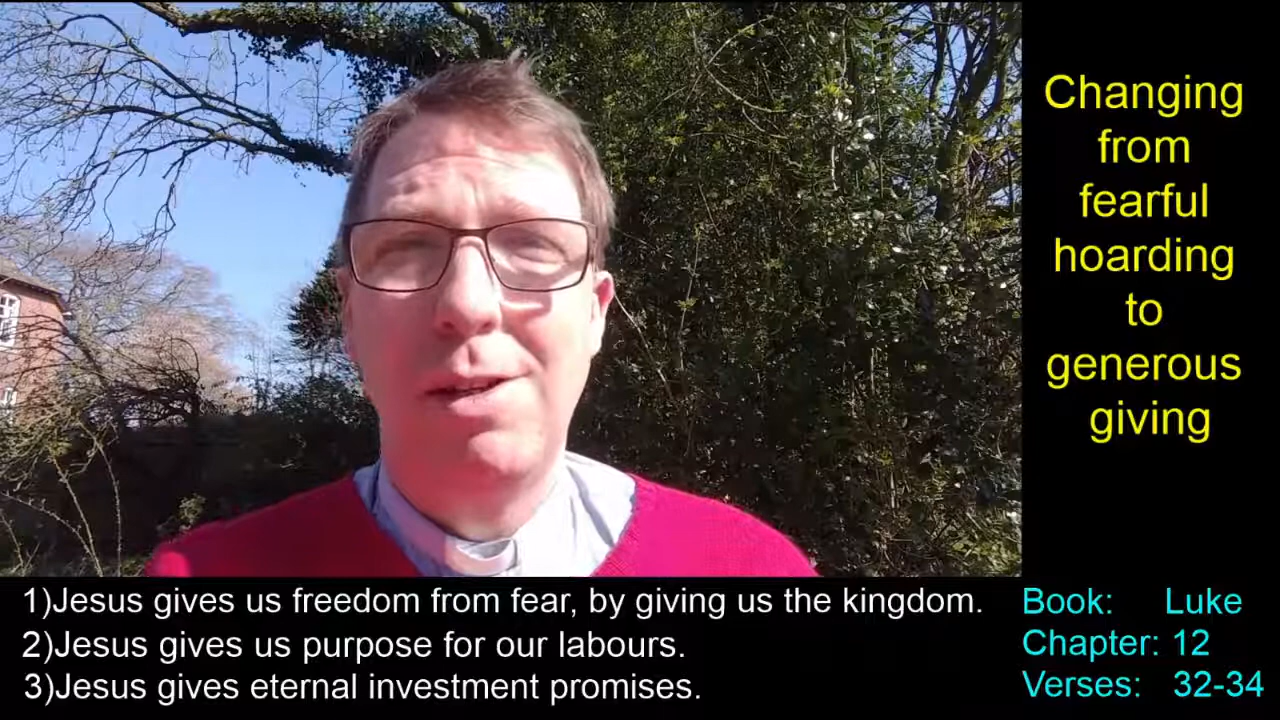 Changing
from
fearful
hoarding
to
generous
giving
1)Jesus gives us freedom from fear, by giving us the kingdom.
2)Jesus gives us purpose for our labours.
3)Jesus gives eternal investment promises.
Book: Luke
Chapter: 12
Verses: 32-34